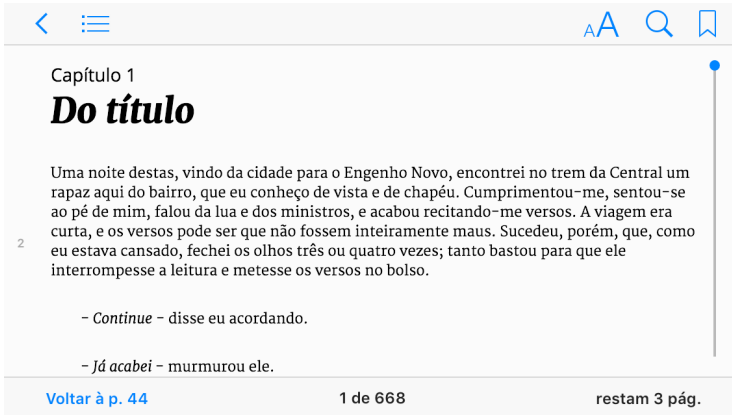 AA
Capítulo 1
Do título
Uma noite destas, vindo da cidade para o Engenho Novo, encontrei no trem da Central um
rapaz aqui do bairro, que eu conheço de vista e de chapéu. Cumprimentou-me, sentou-se
ao pé de mim, falou da lua e dos ministros, e acabou recitando-me versos. A viagem era
curta, e os versos pode ser que não fossem inteiramente maus. Sucedeu, porém, que, como
2
eu estava cansado, fechei os olhos três ou quatro vezes; tanto bastou para que ele
interrompesse a leitura e metesse os versos no bolso.
– Continue – disse eu acordando.
– Já acabei – murmurou ele.
Voltar à p. 44
1 de 668
restam 3 pág.